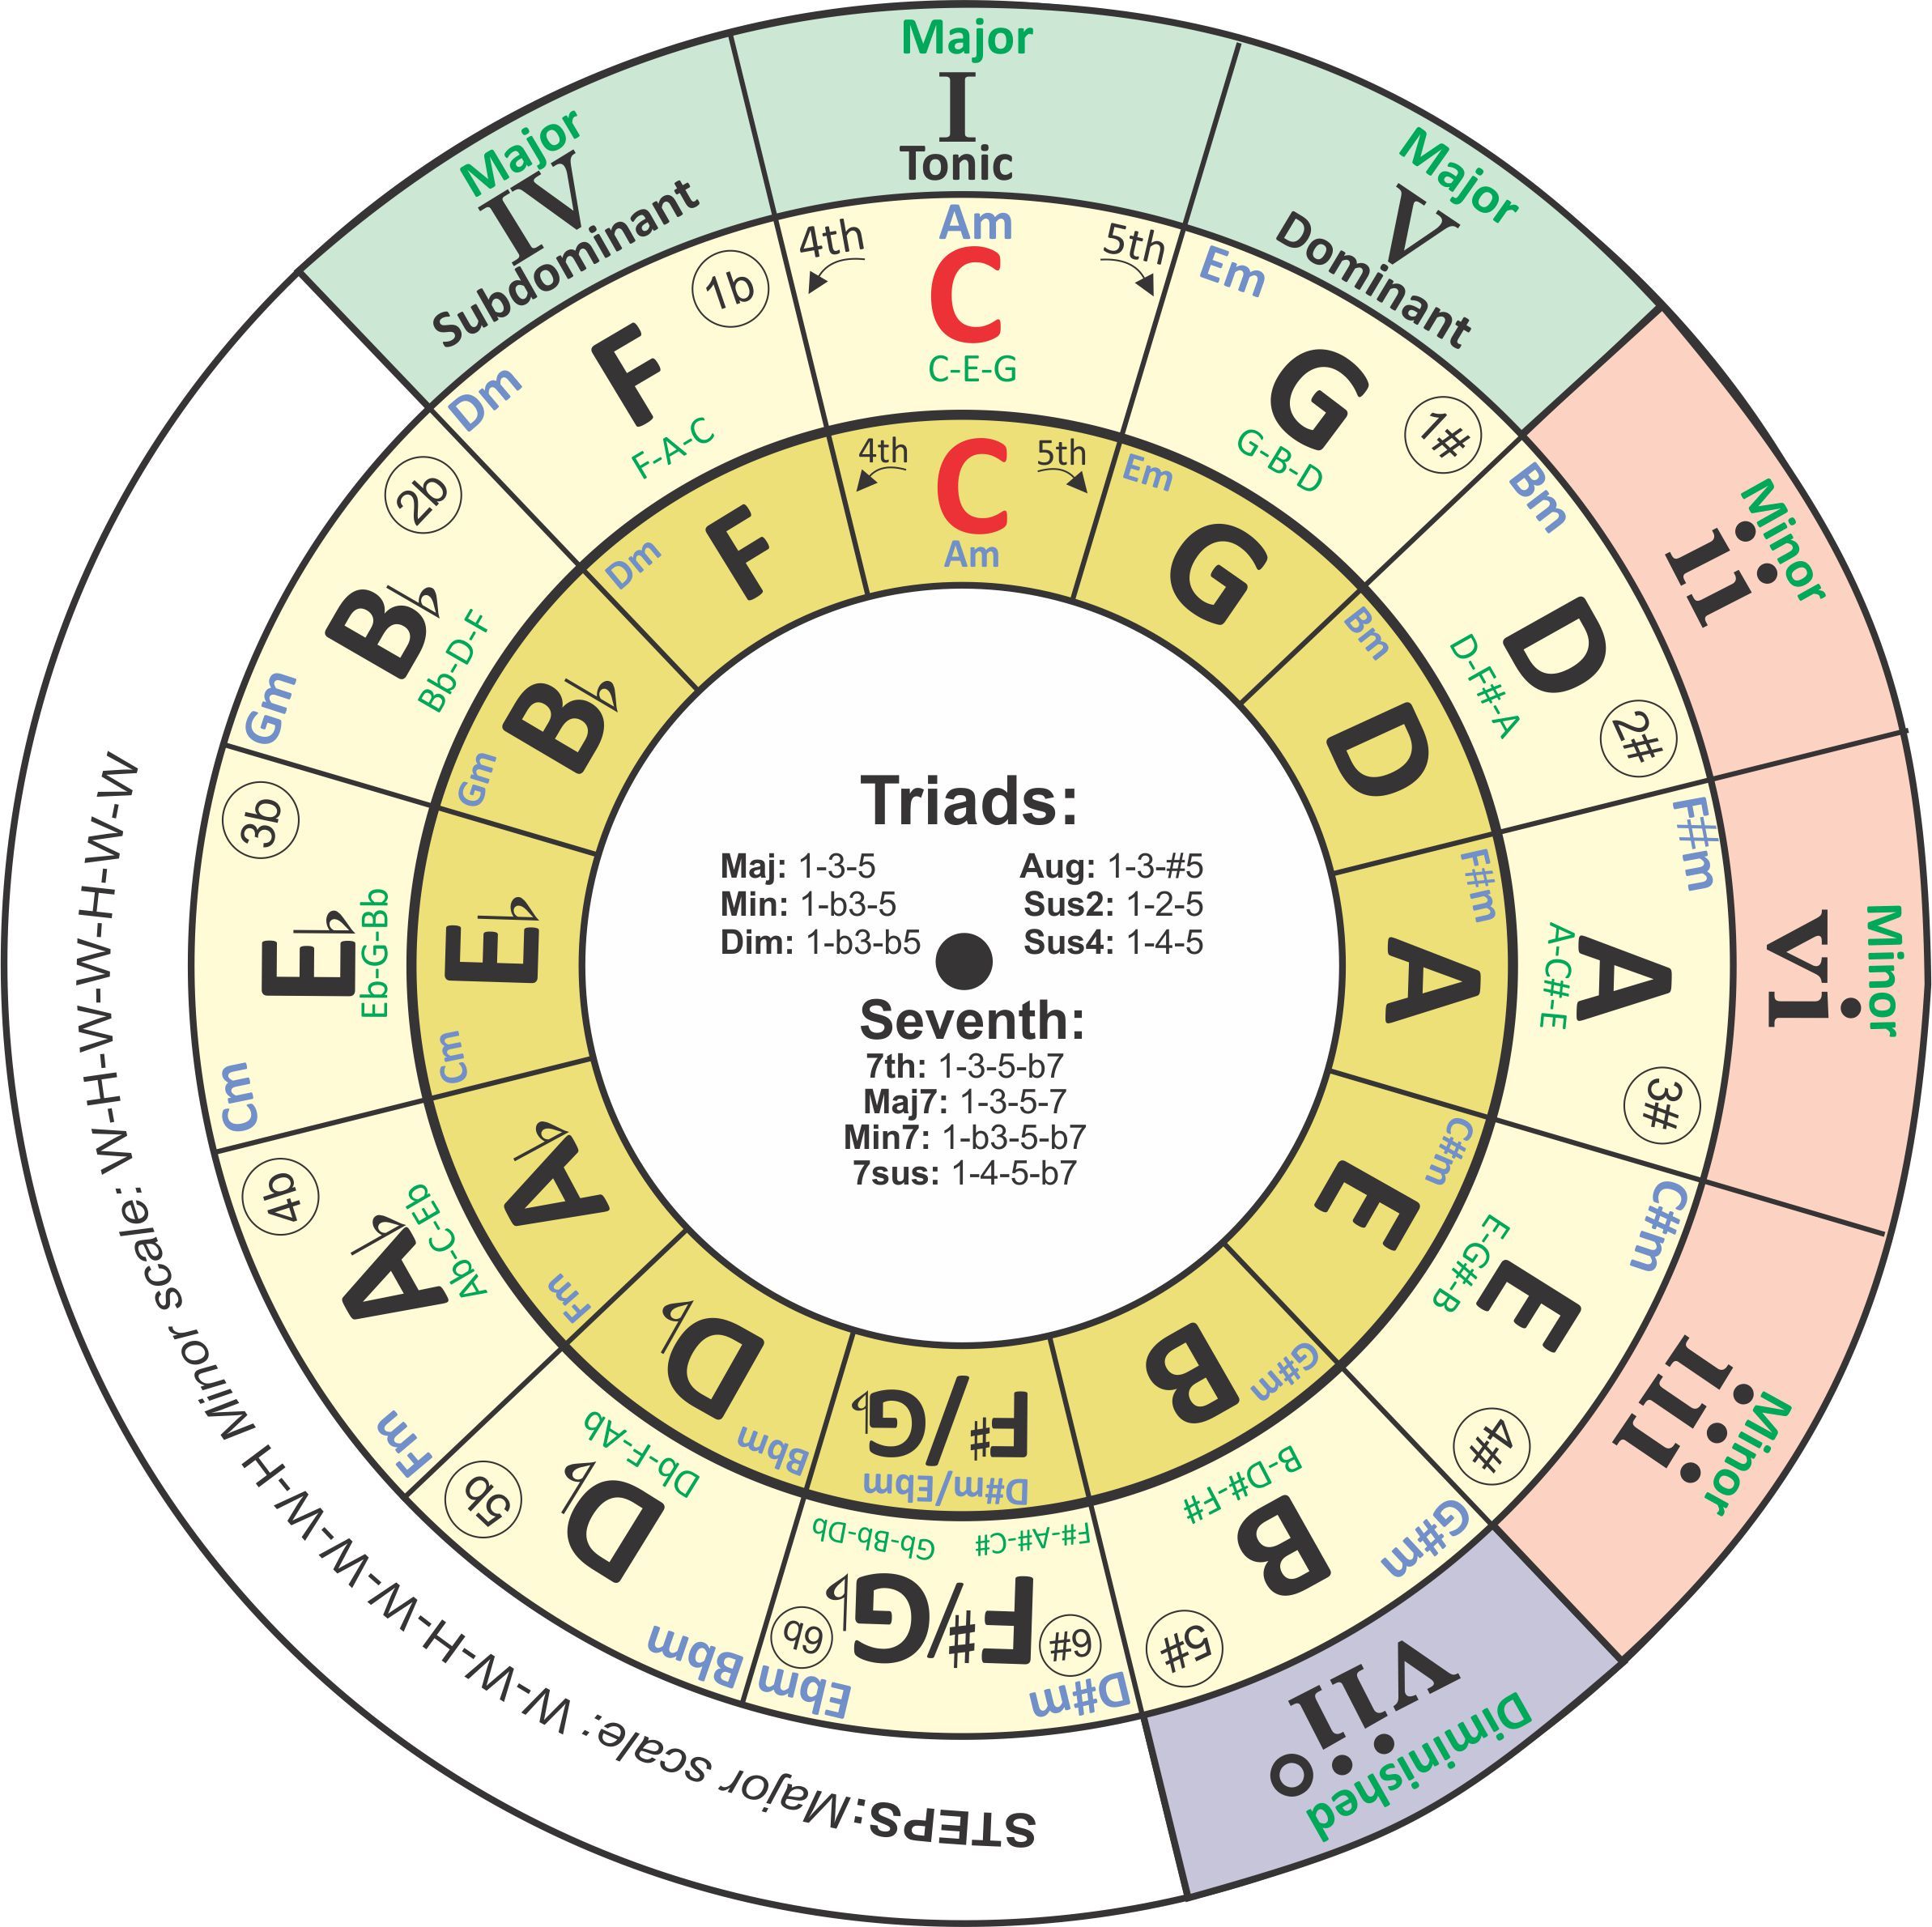 Major
I
Tonic
Major
V
Dominant
Minor
ii
Minor
vi
Minor
iii
Diminished
vii°
Major
IV
Subdominant
STEPS: Major scale: W-W-H-W-W-W-H Minor scale: W-H-W-W-H-W-W
4th
Am
5th
C
C-E-G
Em
G
1#
G-B-D
Bm
D
2#
D-F#-A
F#m
A
3#
A-C#-E
C#m
E
4#
E-G#-B
G#m
B
5#
B-D#-F#
D#m
6#
F#/G♭
6b
Ebm
F#-A#-C#
Gb-Bb-Db
Bbm
D♭
5b
Db-F-Ab
Fm
A♭
4b
Ab-C-Eb
Cm
E♭
3b
Eb-G-Bb
Gm
B♭
2b
Bb-D-F
Dm
F
1b
F-A-C
4th
C
5th
Am
Em
G
Bm
D
F#m
A
C#m
E
G#m
B
F#/G♭
D#m/Ebm
Bbm
D♭
Fm
A♭
Cm
E♭
Gm
B♭
Dm
F
Triads:
Maj: 1-3-5 Aug: 1-3-#5
Min: 1-b3-5 Sus2: 1-2-5
Dim: 1-b3-b5 Sus4: 1-4-5
Seventh:
7th: 1-3-5-b7
Maj7: 1-3-5-7
Min7: 1-b3-5-b7
7sus: 1-4-5-b7